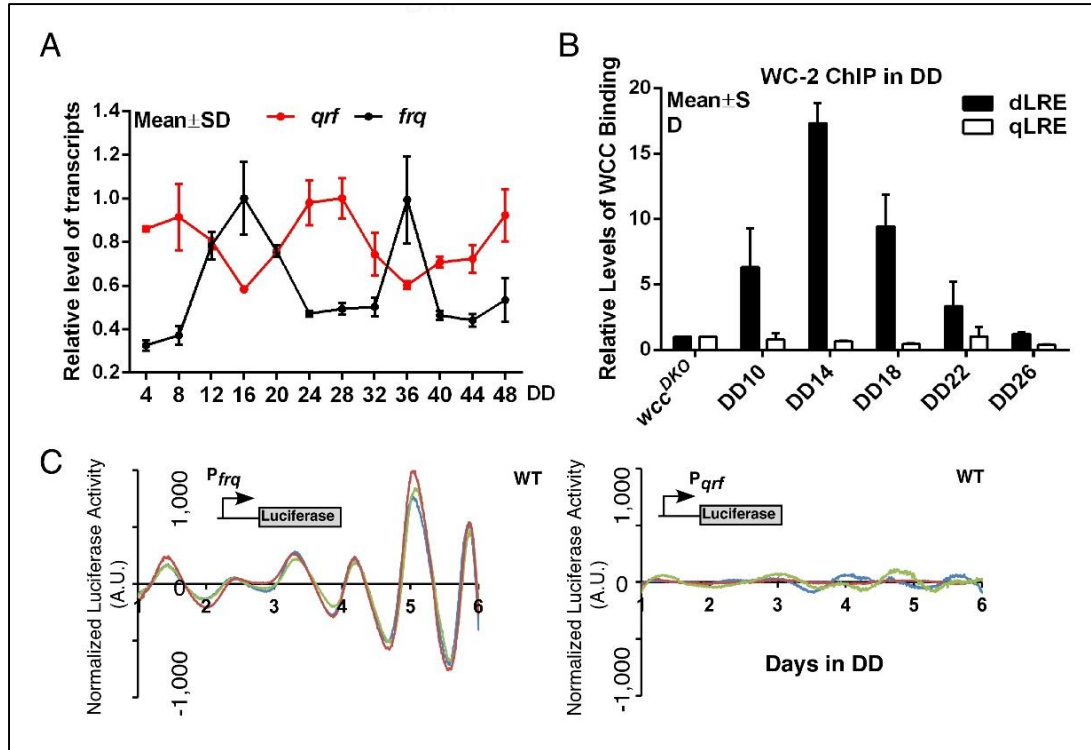 A
Mean±SD
qrf
frq
Relative level of transcripts
1.4
1.2
1.0
0.8
0.6
0.4
0.2
4 8 12 16 20 24 28 32 36 40 44 48 DD
B
WC-2 ChIP in DD
Mean±S
D
dLRE
qLRE
Relative Levels of WCC Binding
20
15
10
5
0
wcc^DKO
DD10
DD14
DD18
DD22
DD26
C
Normalized Luciferase Activity
(A.U.)
1,000
0
-1,000
Pfrq
Luciferase
WT
2 3 4 5 6
Normalized Luciferase Activity
(A.U.)
1,000
0
-1,000
Pqrf
Luciferase
WT
1 2 3 4 5 6
Days in DD